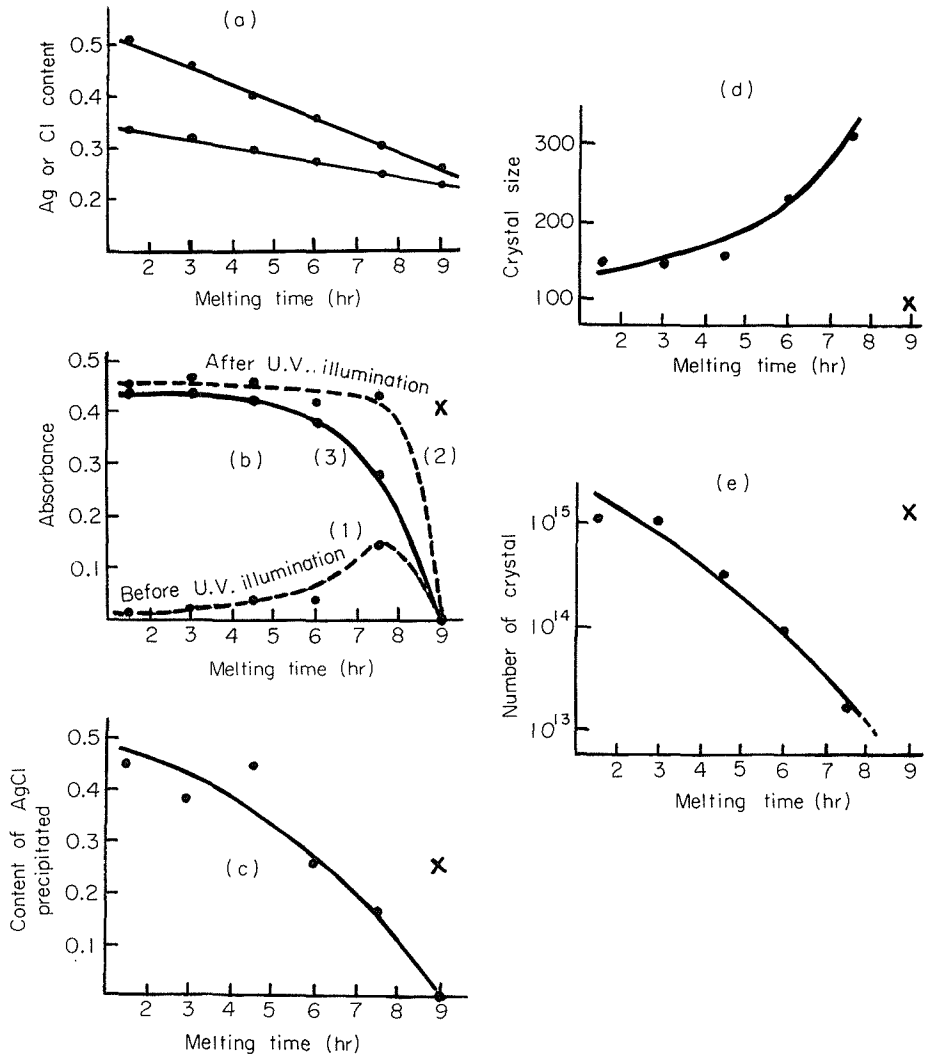 (a)
0.5
0.4
0.3
0.2
Ag or Cl content
2 3 4 5 6 7 8 9
Melting time (hr)
0.5
0.4
0.3
0.2
0.1
Absorbance
After U.V.. illumination
(b) (3) (2)
(1)
Before U.V. illumination
2 3 4 5 6 7 8 9
Melting time (hr)
0.5
0.4
0.3
0.2
0.1
Content of AgCl
precipitated
(c)
2 3 4 5 6 7 8 9
Melting time (hr)
(d)
300
200
100
Crystal size
2 3 4 5 6 7 8 9
Melting time (hr)
(e)
10¹⁵
10¹⁴
10¹³
Number of crystal
2 3 4 5 6 7 8 9
Melting time (hr)